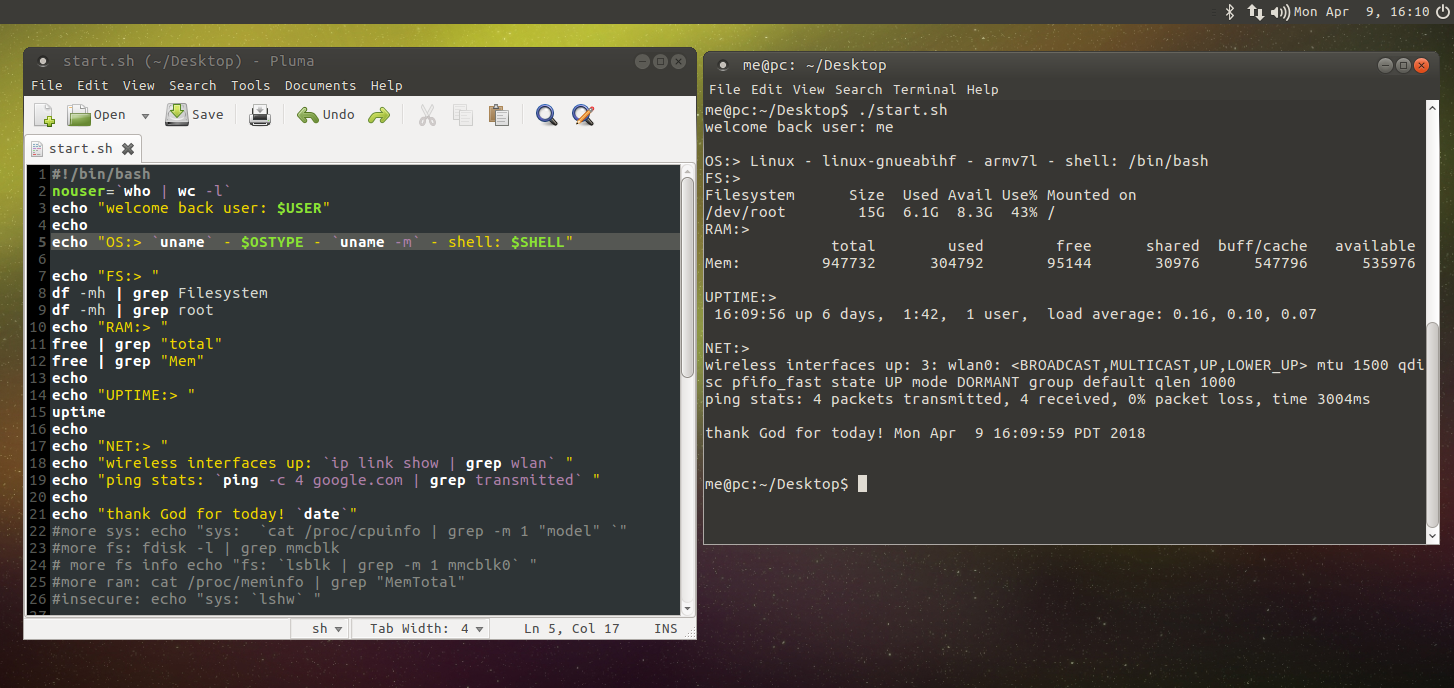 Mon Apr  9, 16:10
start.sh (~/Desktop) - Pluma
File Edit View Search Tools Documents Help
Open Save Undo
start.sh
1 #!/bin/bash
2 nouser=`who | wc -l`
3 echo "welcome back user: $USER"
4 echo
5 echo "OS:> `uname` - $OSTYPE - `uname -m` - shell: $SHELL"
6
7 echo "FS:> "
8 df -mh | grep Filesystem
9 df -mh | grep root
10 echo "RAM:> "
11 free | grep "total"
12 free | grep "Mem"
13 echo
14 echo "UPTIME:> "
15 uptime
16 echo
17 echo "NET:> "
18 echo "wireless interfaces up: `ip link show | grep wlan` "
19 echo "ping stats: `ping -c 4 google.com | grep transmitted` "
20 echo
21 echo "thank God for today! `date`"
22 #more sys: echo "sys:  `cat /proc/cpuinfo | grep -m 1 "model" `"
23 #more fs: fdisk -l | grep mmcblk
24 # more fs info echo "fs: `lsblk | grep -m 1 mmcblk0` "
25 #more ram: cat /proc/meminfo | grep "MemTotal"
26 #insecure: echo "sys: `lshw` "
27
sh Tab Width: 4 Ln 5, Col 17 INS
me@pc: ~/Desktop
File Edit View Search Terminal Help
me@pc:~/Desktop$ ./start.sh
welcome back user: me
OS:> Linux - linux-gnueabihf - armv7l - shell: /bin/bash
FS:>
Filesystem      Size  Used Avail Use% Mounted on
/dev/root        15G  6.1G  8.3G  43% /
RAM:>
              total        used        free      shared  buff/cache   available
Mem:         947732      304792       95144       30976      547796      535976
UPTIME:>
 16:09:56 up 6 days,  1:42,  1 user,  load average: 0.16, 0.10, 0.07
NET:>
wireless interfaces up: 3: wlan0: <BROADCAST,MULTICAST,UP,LOWER_UP> mtu 1500 qdi
sc pfifo_fast state UP mode DORMANT group default qlen 1000
ping stats: 4 packets transmitted, 4 received, 0% packet loss, time 3004ms
thank God for today! Mon Apr  9 16:09:59 PDT 2018
me@pc:~/Desktop$